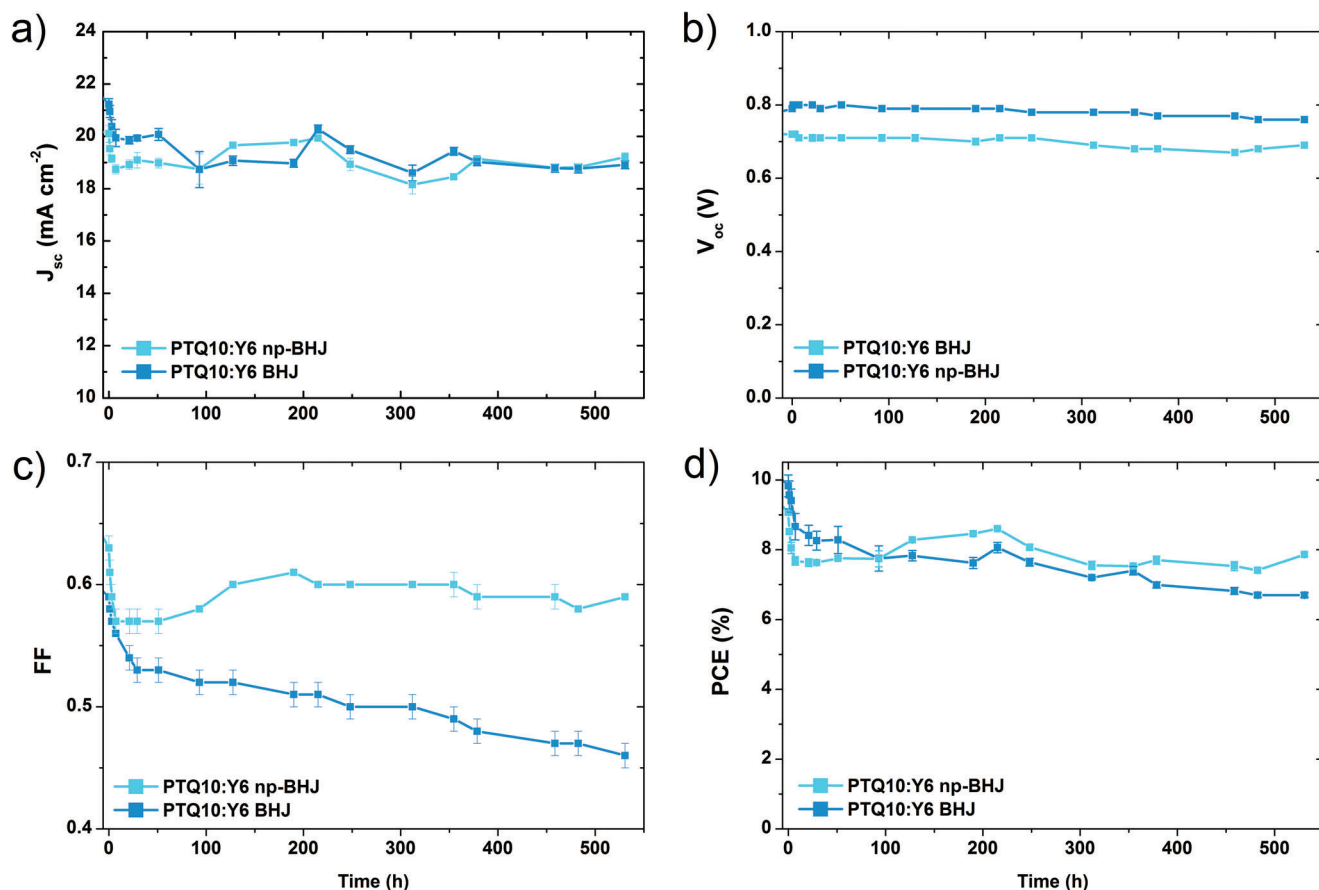 a)
24
22
20
18
16
14
12
10
J_sc (mA cm⁻²)
PTQ10:Y6 np-BHJ
PTQ10:Y6 BHJ
0 100 200 300 400 500
b)
1.0
0.8
0.6
0.4
0.2
0.0
V_oc (V)
PTQ10:Y6 BHJ
PTQ10:Y6 np-BHJ
0 100 200 300 400 500
c)
0.7
0.6
0.5
0.4
FF
PTQ10:Y6 np-BHJ
PTQ10:Y6 BHJ
0 100 200 300 400 500
Time (h)
d)
10
8
6
4
2
0
PCE (%)
PTQ10:Y6 np-BHJ
PTQ10:Y6 BHJ
0 100 200 300 400 500
Time (h)